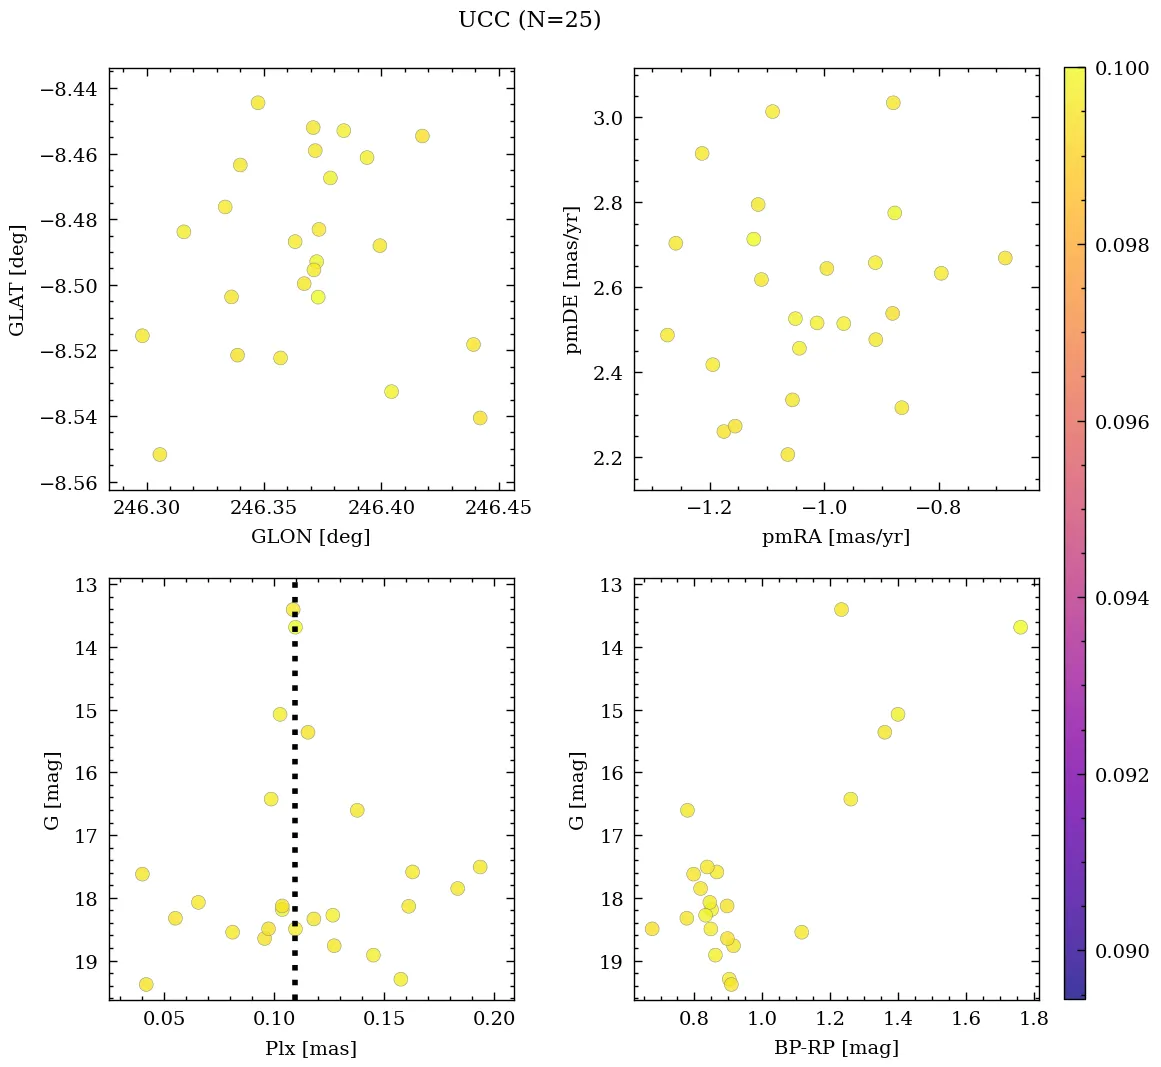 UCC (N=25)
−8.44
−8.46
−8.48
−8.50
−8.52
−8.54
−8.56
GLAT [deg]
246.30 246.35 246.40 246.45
GLON [deg]
3.0
2.8
2.6
2.4
2.2
pmDE [mas/yr]
−1.2 −1.0 −0.8
pmRA [mas/yr]
13
14
15
16
17
18
19
G [mag]
0.05 0.10 0.15 0.20
Plx [mas]
13
14
15
16
17
18
19
G [mag]
0.8 1.0 1.2 1.4 1.6 1.8
BP-RP [mag]
0.100
0.098
0.096
0.094
0.092
0.090